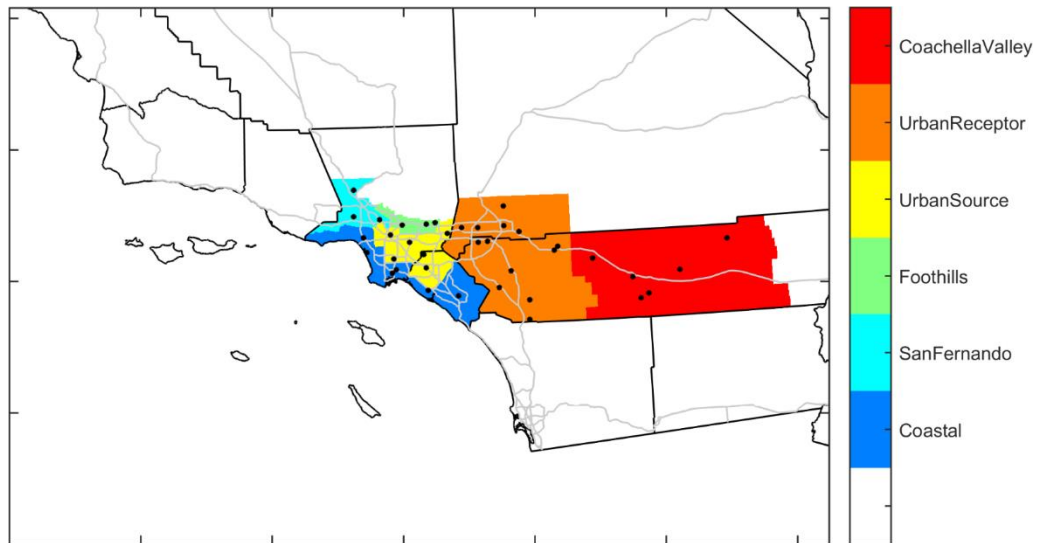 CoachellaValley
UrbanReceptor
UrbanSource
Foothills
SanFernando
Coastal